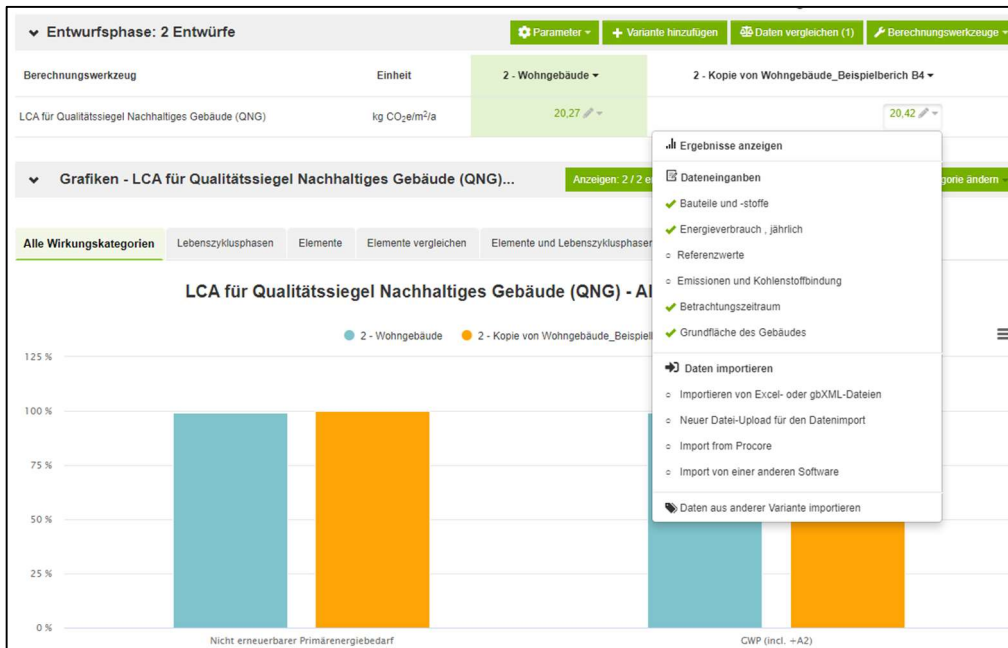 Entwurfsphase: 2 Entwürfe
Parameter
Variante hinzufügen
Daten vergleichen (1)
Berechnungswerkzeuge
Berechnungswerkzeug
Einheit
2 - Wohngebäude
2 - Kopie von Wohngebäude_Beispielberich B4
LCA für Qualitätssiegel Nachhaltiges Gebäude (QNG)
kg CO₂e/m²/a
20,27
20,42
Ergebnisse anzeigen
Dateneingaben
Bauteile und -stoffe
Energieverbrauch , jährlich
Referenzwerte
Emissionen und Kohlenstoffbindung
Betrachtungszeitraum
Grundfläche des Gebäudes
Daten importieren
Importieren von Excel- oder gbXML-Dateien
Neuer Datei-Upload für den Datenimport
Import from Procore
Import von einer anderen Software
Daten aus anderer Variante importieren
Grafiken - LCA für Qualitätssiegel Nachhaltiges Gebäude (QNG)...
Anzeigen: 2 / 2
ändern
Alle Wirkungskategorien
Lebenszyklusphasen
Elemente
Elemente vergleichen
Elemente und Lebenszyklusphasen
LCA für Qualitätssiegel Nachhaltiges Gebäude (QNG) -
2 - Wohngebäude
2 - Kopie von Wohngebäude_Beispiel
125 %
100 %
75 %
50 %
25 %
0 %
Nicht erneuerbarer Primärenergiebedarf
GWP (incl. +A2)